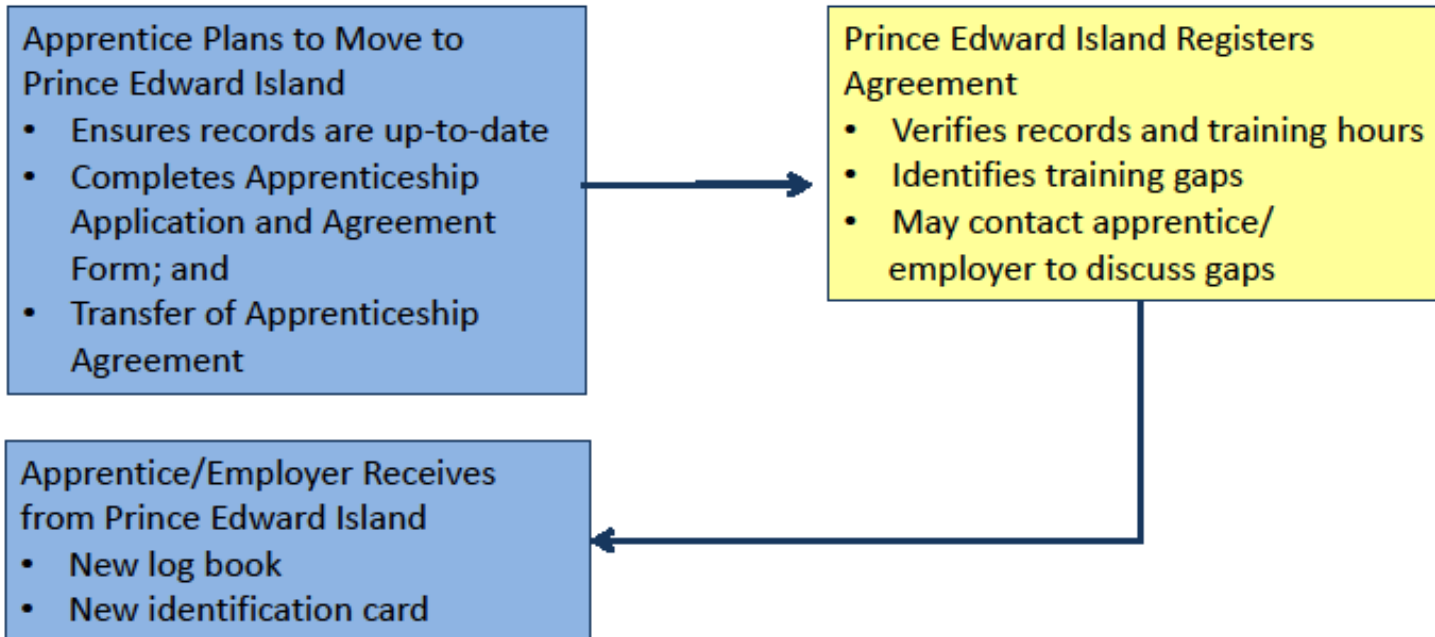 Apprentice Plans to Move to
Prince Edward Island
• Ensures records are up-to-date
• Completes Apprenticeship
Application and Agreement
Form; and
• Transfer of Apprenticeship
Agreement
Prince Edward Island Registers
Agreement
• Verifies records and training hours
• Identifies training gaps
• May contact apprentice/
employer to discuss gaps
Apprentice/Employer Receives
from Prince Edward Island
• New log book
• New identification card